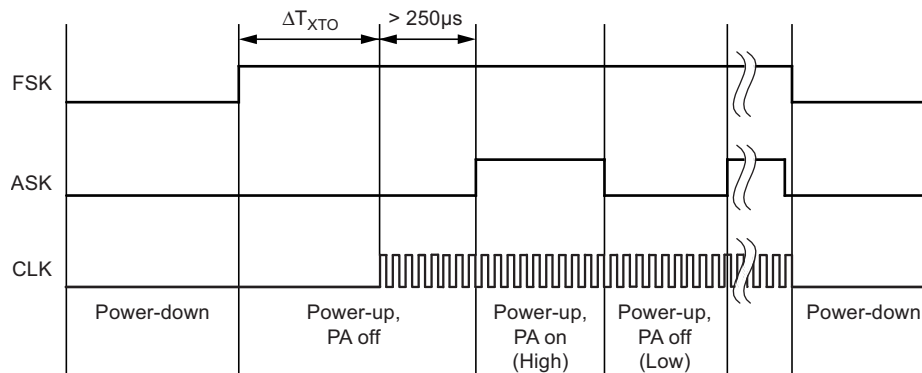 ΔTXTO
> 250μs
FSK
ASK
CLK
Power-down
Power-up,
PA off
Power-up,
PA on
(High)
Power-up,
PA off
(Low)
Power-down